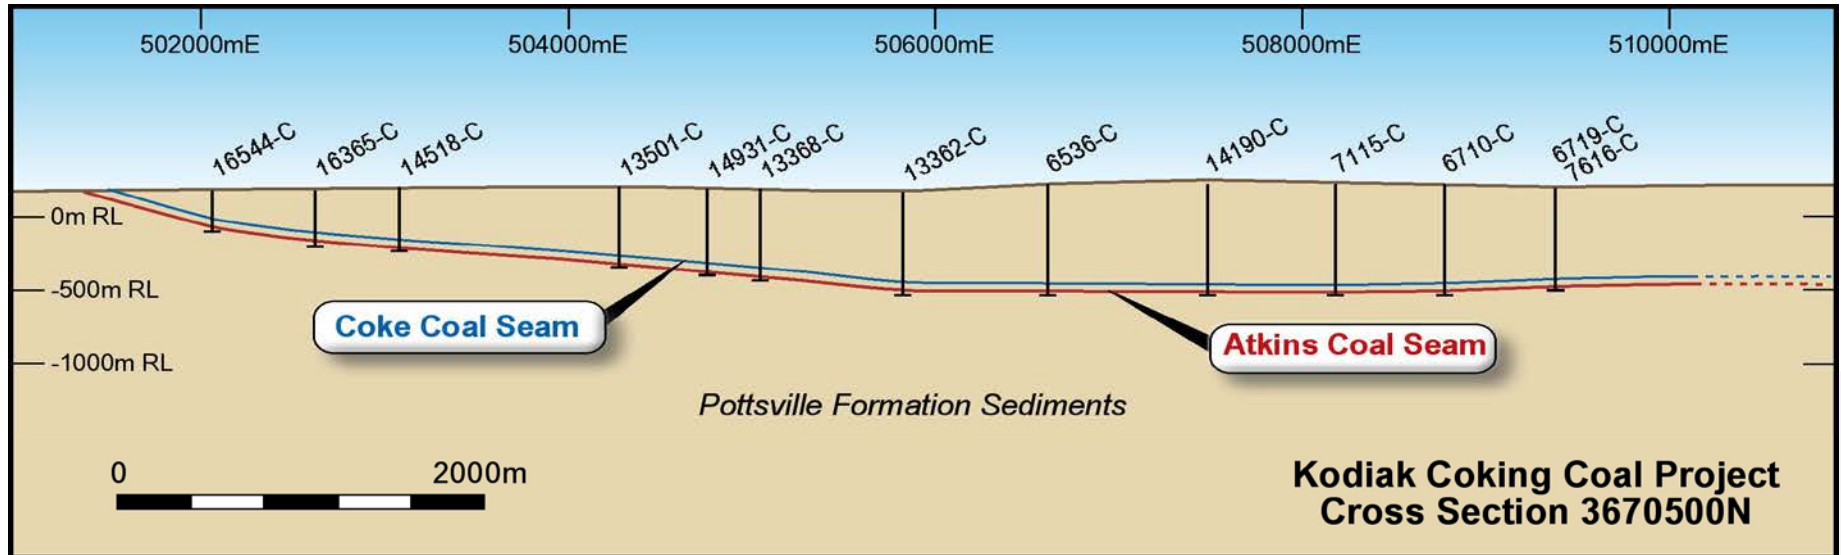 502000mE
504000mE
506000mE
508000mE
510000mE
16544-C
16365-C
14518-C
13501-C
14931-C
13368-C
13362-C
6536-C
14190-C
7115-C
6710-C
6719-C
7616-C
0m RL
-500m RL
-1000m RL
Coke Coal Seam
Atkins Coal Seam
Pottsville Formation Sediments
0
2000m
Kodiak Coking Coal Project
Cross Section 3670500N